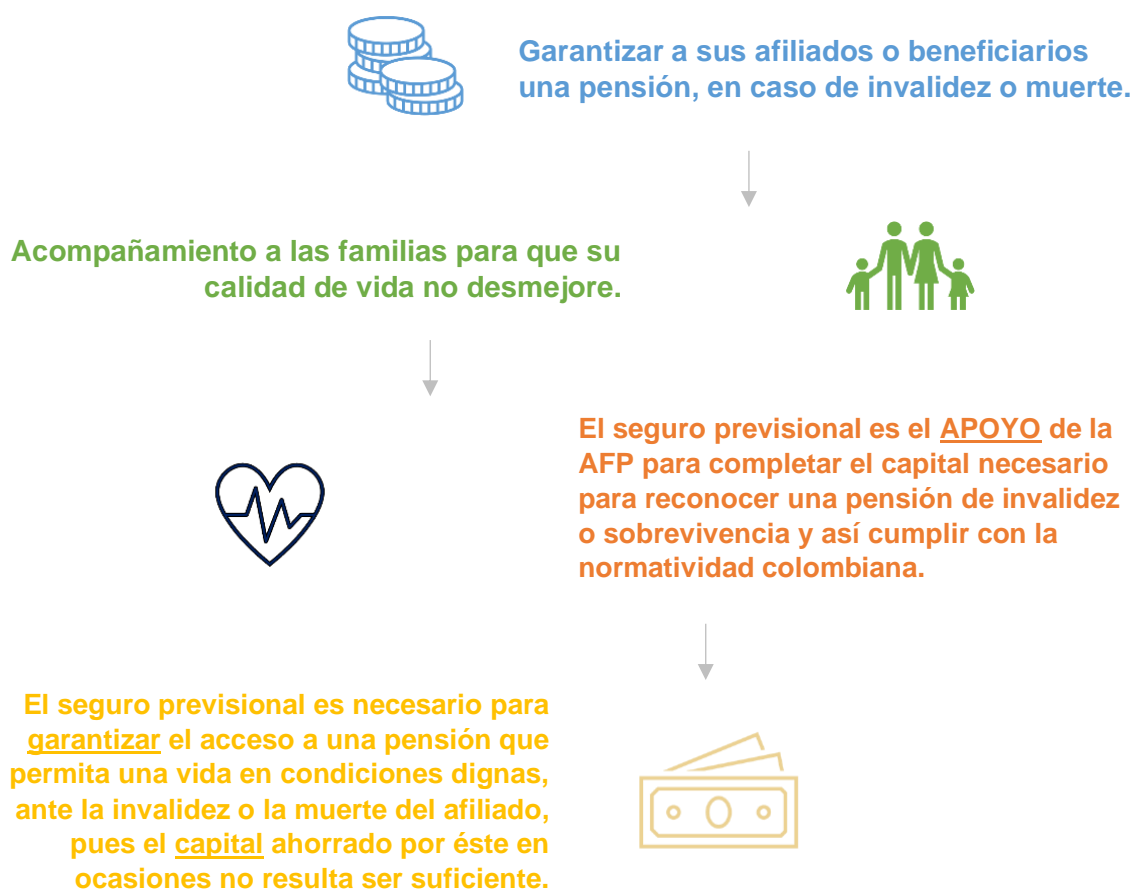 Garantizar a sus afiliados o beneficiarios
una pensión, en caso de invalidez o muerte.
Acompañamiento a las familias para que su
calidad de vida no desmejore.
El seguro previsional es el APOYO de la
AFP para completar el capital necesario
para reconocer una pensión de invalidez
o sobrevivencia y así cumplir con la
normatividad colombiana.
El seguro previsional es necesario para
garantizar el acceso a una pensión que
permita una vida en condiciones dignas,
ante la invalidez o la muerte del afiliado,
pues el capital ahorrado por éste en
ocasiones no resulta ser suficiente.